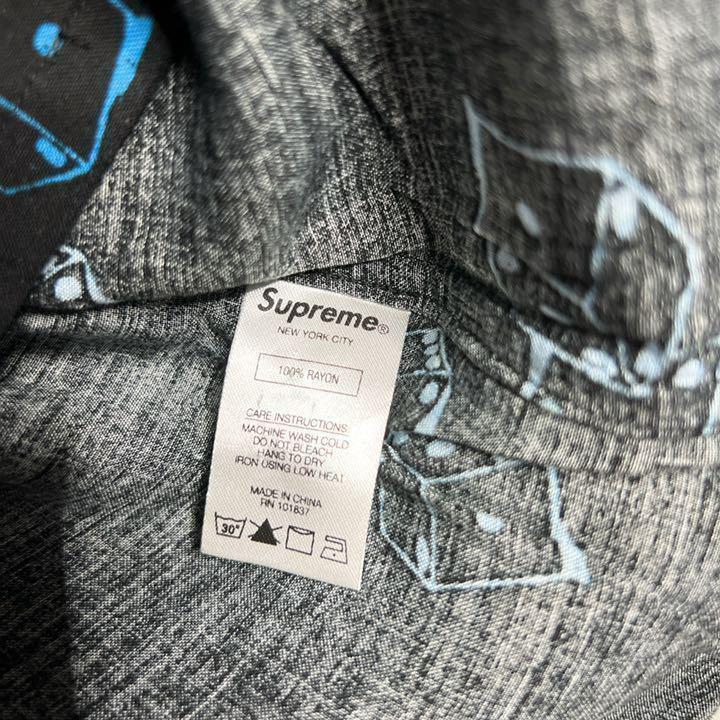 Supreme®
NEW YORK CITY
100% RAYON
CARE INSTRUCTIONS
MACHINE WASH COLD
DO NOT BLEACH
HANG TO DRY
IRON USING LOW HEAT
MADE IN CHINA
RN 101837
30°